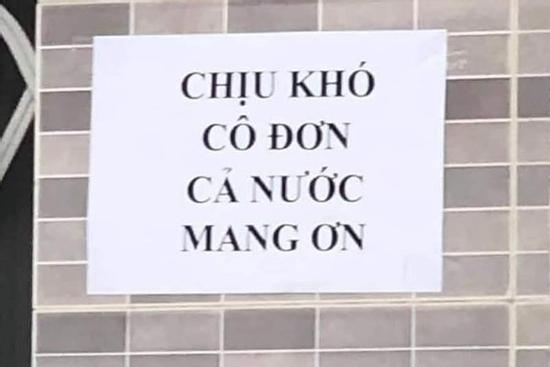 CHỊU KHÓ
CÔ ĐƠN
CẢ NƯỚC
MANG ƠN